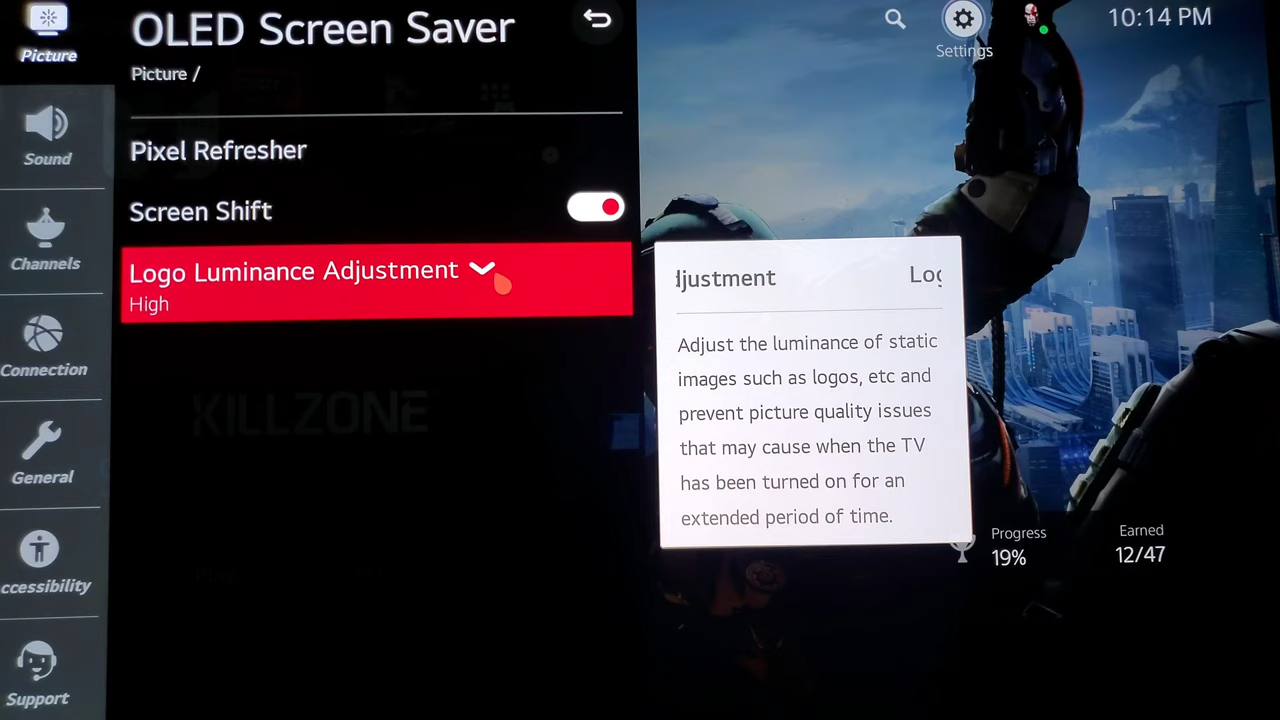 Picture
OLED Screen Saver
Picture /
Settings
10:14 PM
Sound
Pixel Refresher
Screen Shift
Channels
Logo Luminance Adjustment
High
djustment Log
Adjust the luminance of static
images such as logos, etc and
prevent picture quality issues
that may cause when the TV
has been turned on for an
extended period of time.
Connection
KILLZONE
General
Progress
19%
Earned
12/47
ccessibility
Play
Support